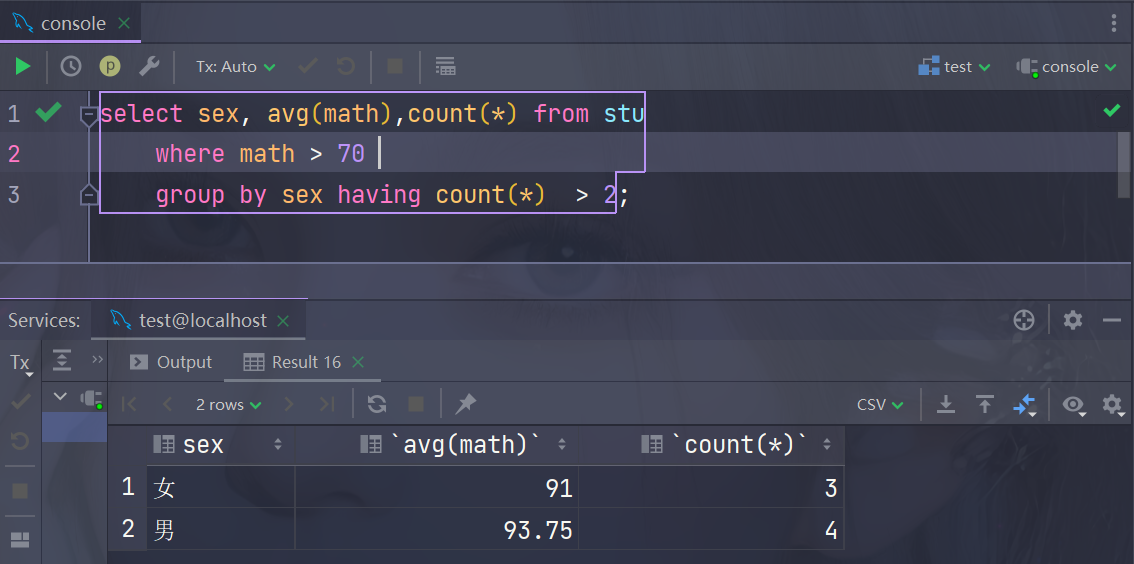 console
Tx: Auto
test
console
1 select sex, avg(math),count(*) from stu
2 where math > 70
3 group by sex having count(*)  > 2;
Services:
test@localhost
Tx
Output
Result 16
2 rows
CSV
sex `avg(math)` `count(*)`
1 女 91 3
2 男 93.75 4